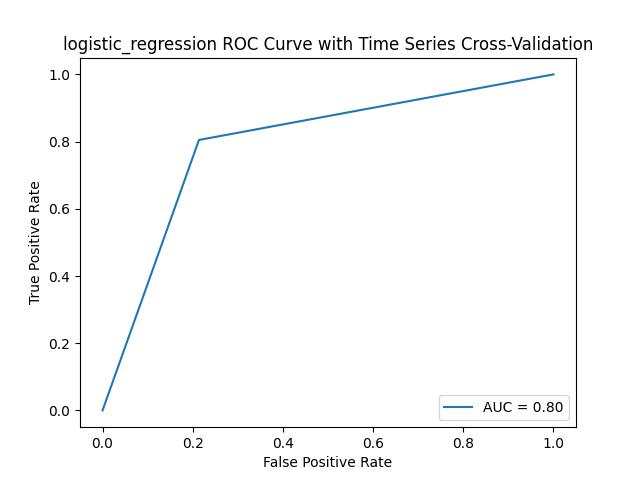 logistic_regression ROC Curve with Time Series Cross-Validation
1.0
0.8
0.6
0.4
0.2
0.0
True Positive Rate
0.0 0.2 0.4 0.6 0.8 1.0
False Positive Rate
AUC = 0.80